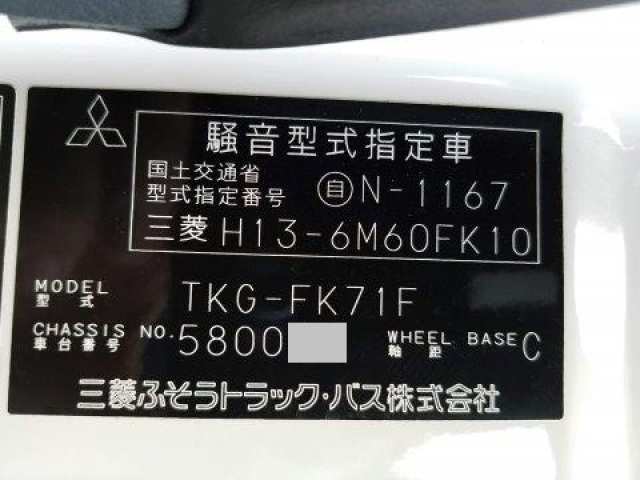 騒音型式指定車
国土交通省
型式指定番号 自N-1167
三菱 H13-6M60FK10
MODEL
型式 TKG-FK71F
CHASSIS NO.
車台番号 5800
WHEEL BASE
軸距 C
三菱ふそうトラック・バス株式会社